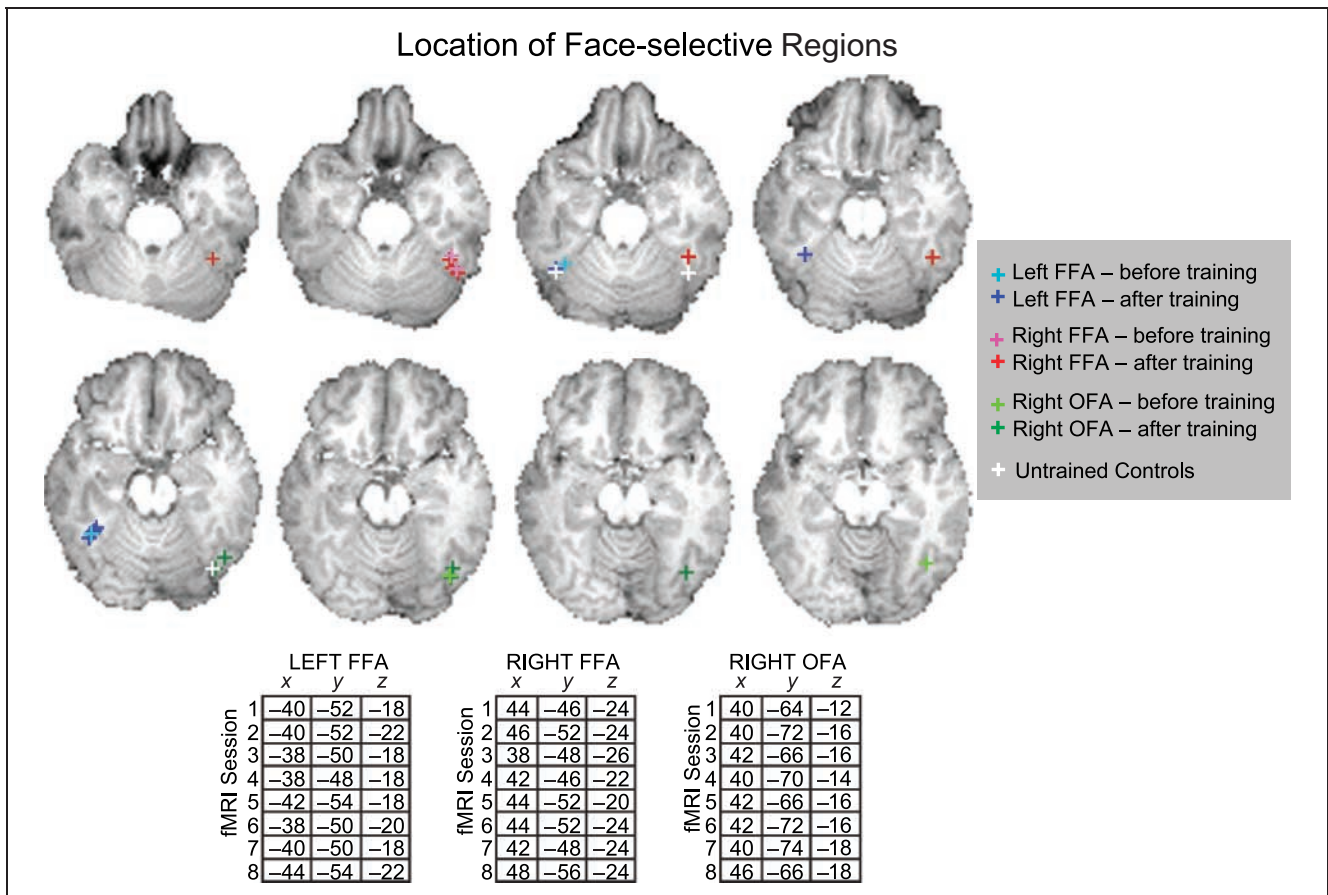 Location of Face-selective Regions
Left FFA – before training
Left FFA – after training
Right FFA – before training
Right FFA – after training
Right OFA – before training
Right OFA – after training
Untrained Controls
LEFT FFA
x y z
fMRI Session
1 –40 –52 –18
2 –40 –52 –22
3 –38 –50 –18
4 –38 –48 –18
5 –42 –54 –18
6 –38 –50 –20
7 –40 –50 –18
8 –44 –54 –22
RIGHT FFA
x y z
fMRI Session
1 44 –46 –24
2 46 –52 –24
3 38 –48 –26
4 42 –46 –22
5 44 –52 –20
6 44 –52 –24
7 42 –48 –24
8 48 –56 –24
RIGHT OFA
x y z
fMRI Session
1 40 –64 –12
2 40 –72 –16
3 42 –66 –16
4 40 –70 –14
5 42 –66 –16
6 42 –72 –16
7 40 –74 –18
8 46 –66 –18